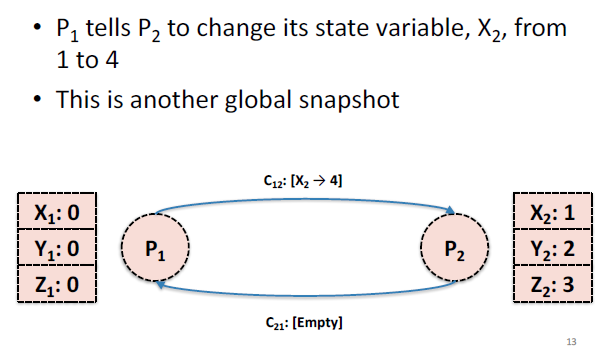 • P₁ tells P₂ to change its state variable, X₂, from
1 to 4
• This is another global snapshot
C₁₂: [X₂ → 4]
X₁: 0
Y₁: 0
Z₁: 0
P₁
P₂
X₂: 1
Y₂: 2
Z₂: 3
C₂₁: [Empty]
13